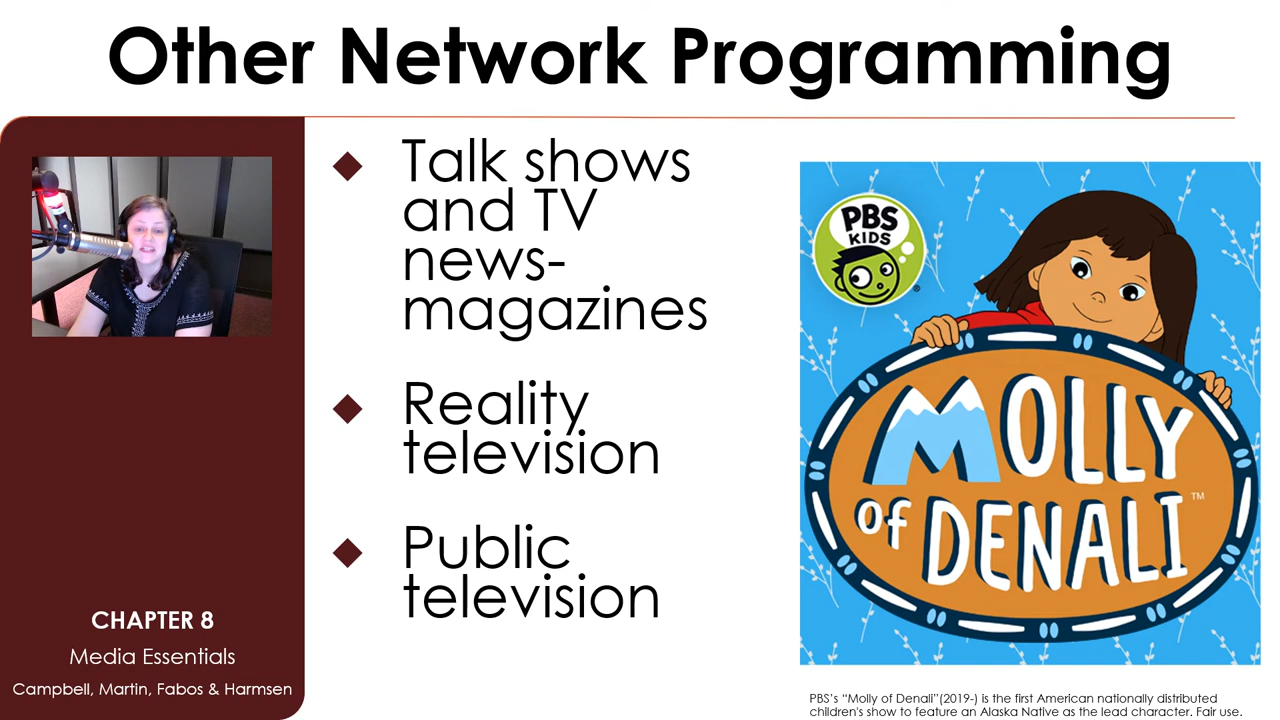 Other Network Programming
Talk shows
and TV
news-
magazines
Reality
television
Public
television
CHAPTER 8
Media Essentials
Campbell, Martin, Fabos & Harmsen
PBS
KIDS
®
MOLLY
of DENALI™
PBS's “Molly of Denali”(2019-) is the first American nationally distributed
children's show to feature an Alaska Native as the lead character. Fair use.